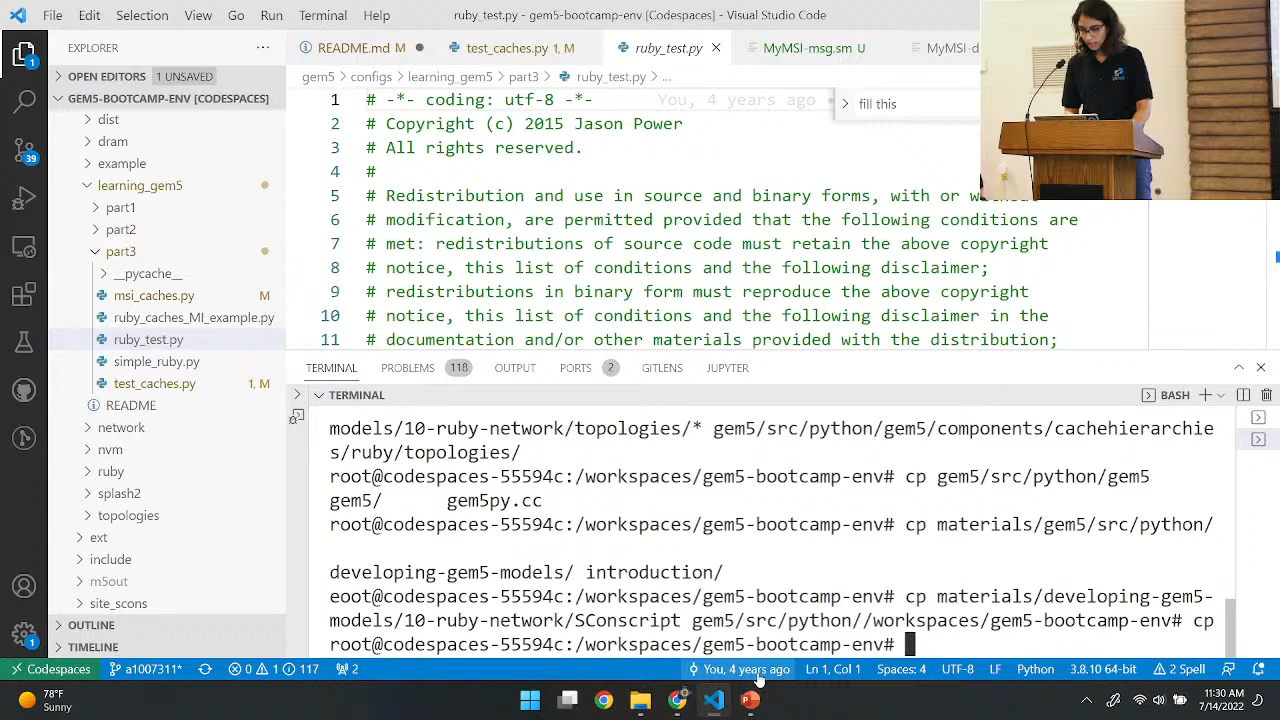 File Edit Selection View Go Run Terminal Help
ruby_test.py - gem5-bootcamp-env [Codespaces] - Visual Studio Code
EXPLORER
OPEN EDITORS 1 UNSAVED
GEM5-BOOTCAMP-ENV [CODESPACES]
dist
dram
example
learning_gem5
part1
part2
part3
__pycache__
msi_caches.py M
ruby_caches_MI_example.py
ruby_test.py
simple_ruby.py
test_caches.py 1, M
README
network
nvm
ruby
splash2
topologies
ext
include
m5out
site_scons
OUTLINE
TIMELINE
README.md M
test_caches.py 1, M
ruby_test.py
MyMSI-msg.sm U
MyMSI-d
gem5 > configs > learning_gem5 > part3 > ruby_test.py > ...
fill this
1 # -*- coding: utf-8 -*- You, 4 years ago •
2 # Copyright (c) 2015 Jason Power
3 # All rights reserved.
4 #
5 # Redistribution and use in source and binary forms, with or without
6 # modification, are permitted provided that the following conditions are
7 # met: redistributions of source code must retain the above copyright
8 # notice, this list of conditions and the following disclaimer;
9 # redistributions in binary form must reproduce the above copyright
10 # notice, this list of conditions and the following disclaimer in the
11 # documentation and/or other materials provided with the distribution;
TERMINAL PROBLEMS 118 OUTPUT PORTS 2 GITLENS JUPYTER
TERMINAL
BASH
models/10-ruby-network/topologies/* gem5/src/python/gem5/components/cachehierarchie
s/ruby/topologies/
root@codespaces-55594c:/workspaces/gem5-bootcamp-env# cp gem5/src/python/gem5
gem5/ gem5py.cc
root@codespaces-55594c:/workspaces/gem5-bootcamp-env# cp materials/gem5/src/python/
developing-gem5-models/ introduction/
eoot@codespaces-55594c:/workspaces/gem5-bootcamp-env# cp materials/developing-gem5-
models/10-ruby-network/SConscript gem5/src/python//workspaces/gem5-bootcamp-env# cp
root@codespaces-55594c:/workspaces/gem5-bootcamp-env#
1
39
1
Codespaces a1007311* 0 1 117 2 You, 4 years ago Ln 1, Col 1 Spaces: 4 UTF-8 LF Python 3.8.10 64-bit 2 Spell
78°F
Sunny
11:30 AM
7/14/2022